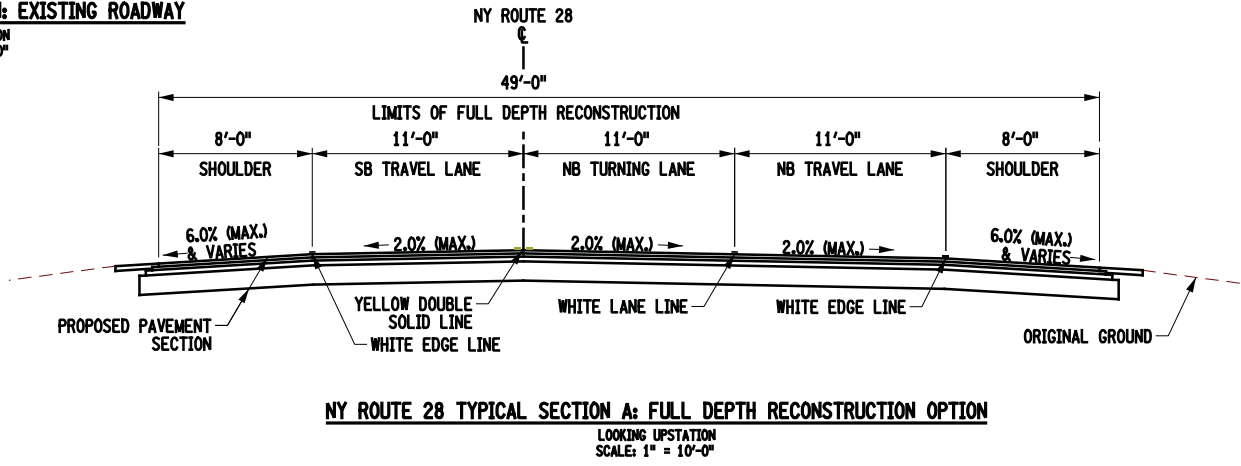 : EXISTING ROADWAY
ON
0"
NY ROUTE 28
℄
49'-0"
LIMITS OF FULL DEPTH RECONSTRUCTION
8'-0" 11'-0" 11'-0" 11'-0" 8'-0"
SHOULDER SB TRAVEL LANE NB TURNING LANE NB TRAVEL LANE SHOULDER
6.0% (MAX.) & VARIES
2.0% (MAX.)
2.0% (MAX.)
2.0% (MAX.)
6.0% (MAX.) & VARIES
PROPOSED PAVEMENT
SECTION
YELLOW DOUBLE
SOLID LINE
WHITE EDGE LINE
WHITE LANE LINE
WHITE EDGE LINE
ORIGINAL GROUND
NY ROUTE 28 TYPICAL SECTION A: FULL DEPTH RECONSTRUCTION OPTION
LOOKING UPSTATION
SCALE: 1" = 10'-0"